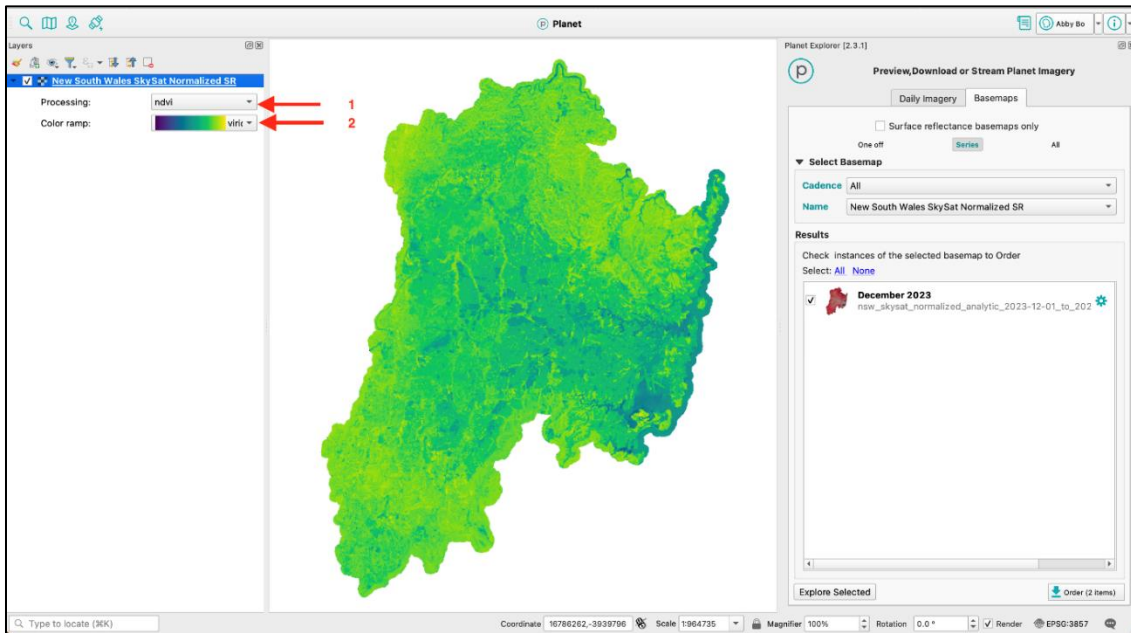 Planet
Abby Bo
Layers
New South Wales SkySat Normalized SR
Processing: ndvi
1
Color ramp:
2
Planet Explorer [2.3.1]
Preview,Download or Stream Planet Imagery
Daily Imagery Basemaps
Surface reflectance basemaps only
One off Series All
Select Basemap
Cadence All
Name New South Wales SkySat Normalized SR
Results
Check instances of the selected basemap to Order
Select: All None
December 2023
nsw_skysat_normalized_analytic_2023-12-01_to_202
Explore Selected
Order (2 items)
Type to locate (⌘K)
Coordinate 16786262,-3939796 Scale 1:964735 Magnifier 100% Rotation 0.0 ° Render EPSG:3857